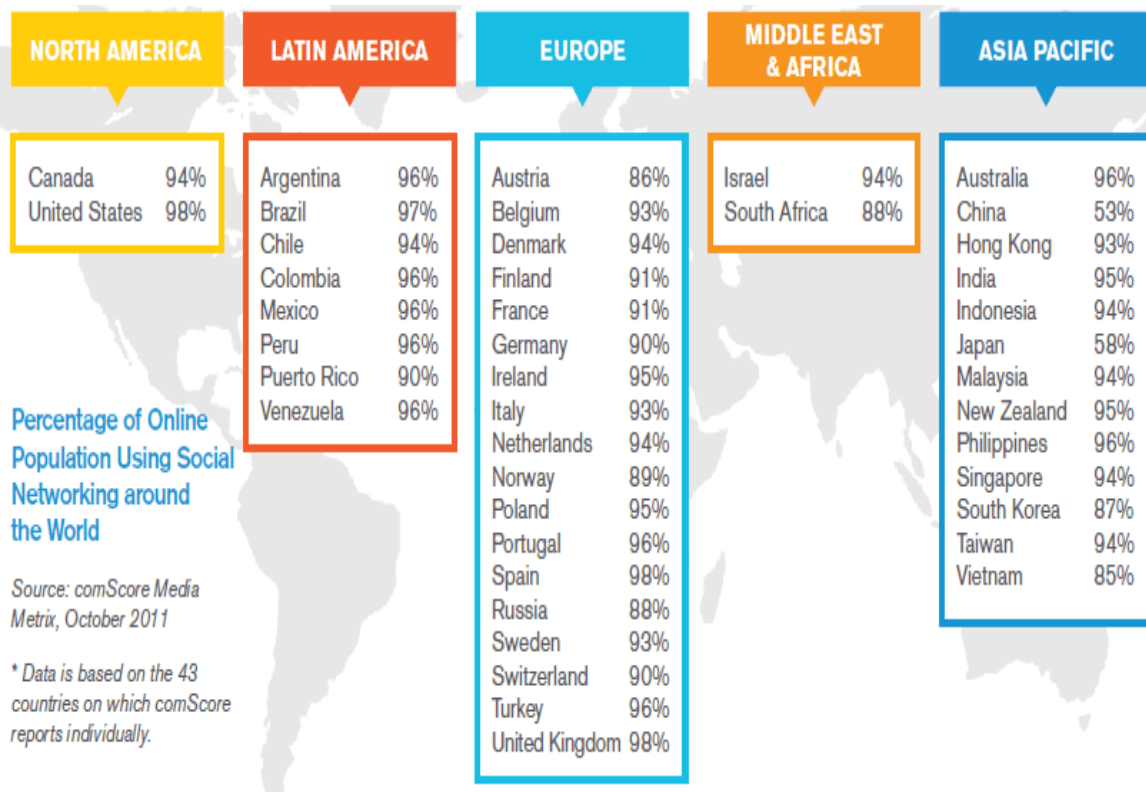 NORTH AMERICA
Canada 94%
United States 98%
LATIN AMERICA
Argentina 96%
Brazil 97%
Chile 94%
Colombia 96%
Mexico 96%
Peru 96%
Puerto Rico 90%
Venezuela 96%
EUROPE
Austria 86%
Belgium 93%
Denmark 94%
Finland 91%
France 91%
Germany 90%
Ireland 95%
Italy 93%
Netherlands 94%
Norway 89%
Poland 95%
Portugal 96%
Spain 98%
Russia 88%
Sweden 93%
Switzerland 90%
Turkey 96%
United Kingdom 98%
MIDDLE EAST
& AFRICA
Israel 94%
South Africa 88%
ASIA PACIFIC
Australia 96%
China 53%
Hong Kong 93%
India 95%
Indonesia 94%
Japan 58%
Malaysia 94%
New Zealand 95%
Philippines 96%
Singapore 94%
South Korea 87%
Taiwan 94%
Vietnam 85%
Percentage of Online
Population Using Social
Networking around
the World
Source: comScore Media
Metrix, October 2011
* Data is based on the 43
countries on which comScore
reports individually.